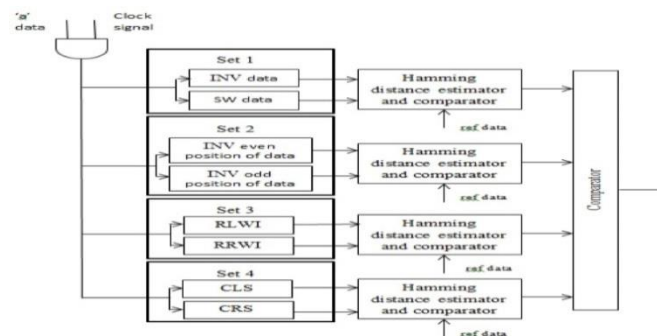 'a' data
Clock signal
Set 1
INV data
SW data
Hamming distance estimator and comparator
ref data
Set 2
INV even position of data
INV odd position of data
Hamming distance estimator and comparator
ref data
Set 3
RLWI
RRWI
Hamming distance estimator and comparator
ref data
Set 4
CLS
CRS
Hamming distance estimator and comparator
ref data
Comparator